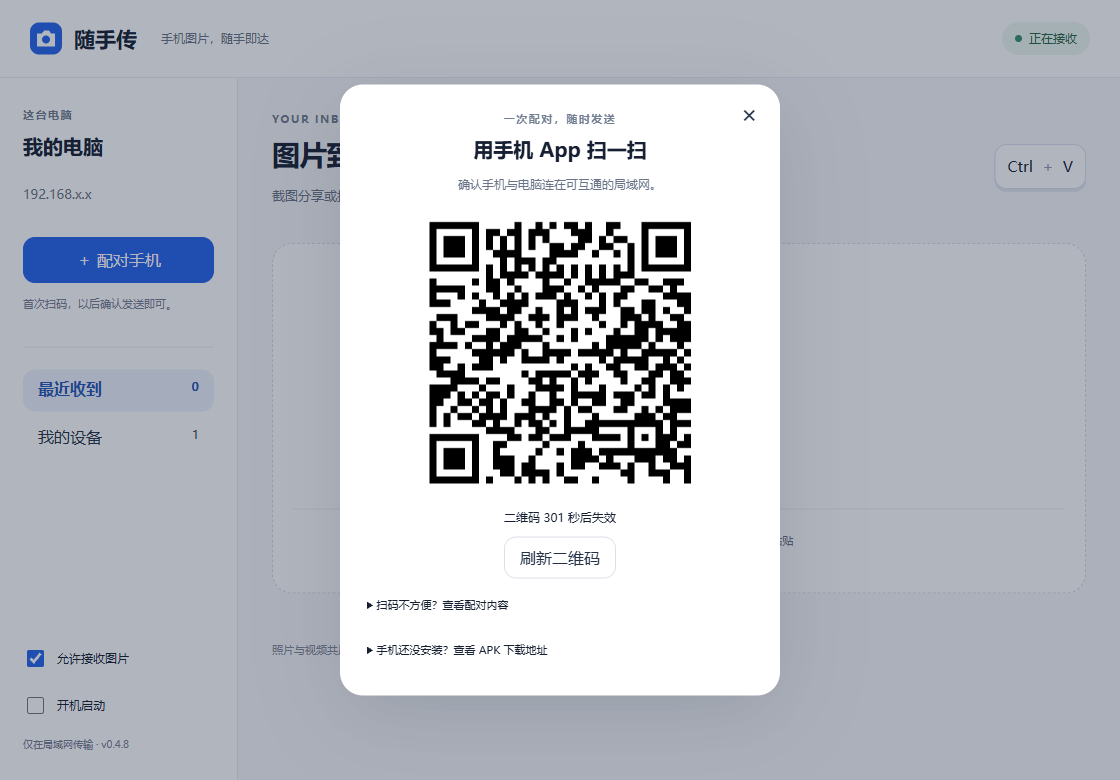 随手传
手机图片，随手即达
正在接收
这台电脑
我的电脑
192.168.x.x
+ 配对手机
首次扫码，以后确认发送即可。
最近收到 0
我的设备 1
允许接收图片
开机启动
仅在局域网传输 · v0.4.8
YOUR INB
图片到
截图分享或
Ctrl + V
贴
照片与视频共
一次配对，随时发送
用手机 App 扫一扫
确认手机与电脑连在可互通的局域网。
二维码 301 秒后失效
刷新二维码
扫码不方便？查看配对内容
手机还没安装？查看 APK 下载地址